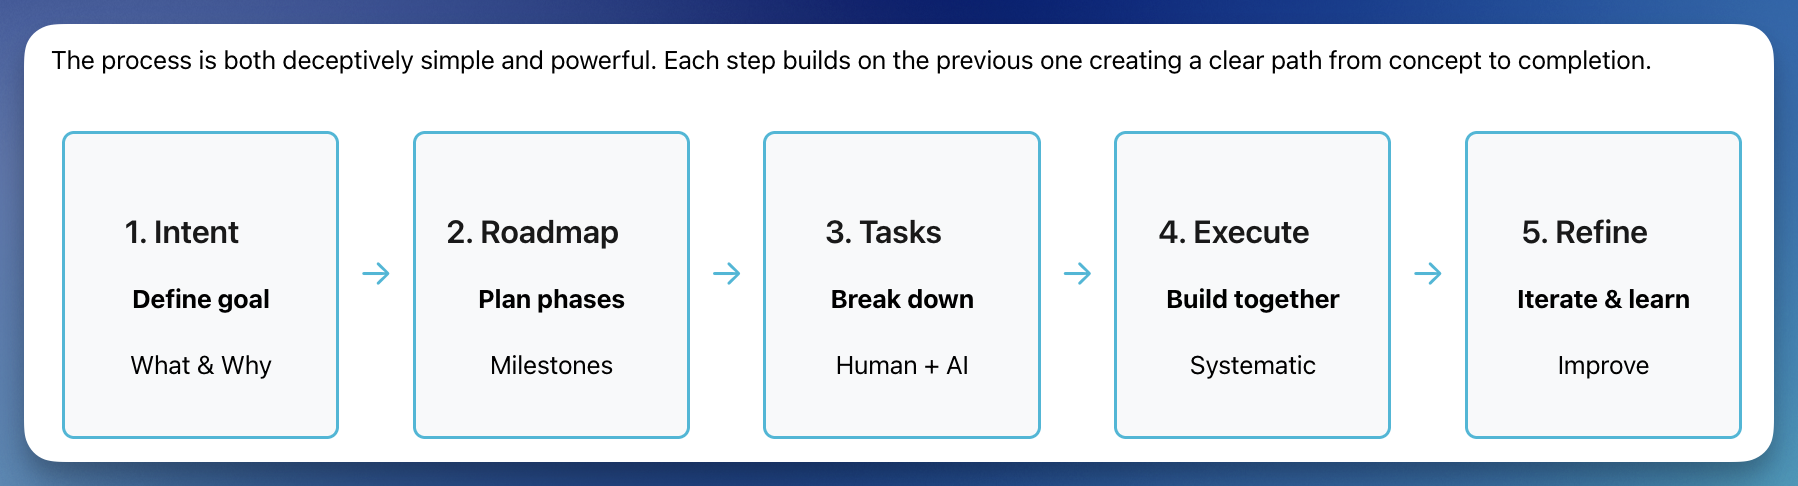 The process is both deceptively simple and powerful. Each step builds on the previous one creating a clear path from concept to completion.
1. Intent
Define goal
What & Why
→
2. Roadmap
Plan phases
Milestones
→
3. Tasks
Break down
Human + AI
→
4. Execute
Build together
Systematic
→
5. Refine
Iterate & learn
Improve